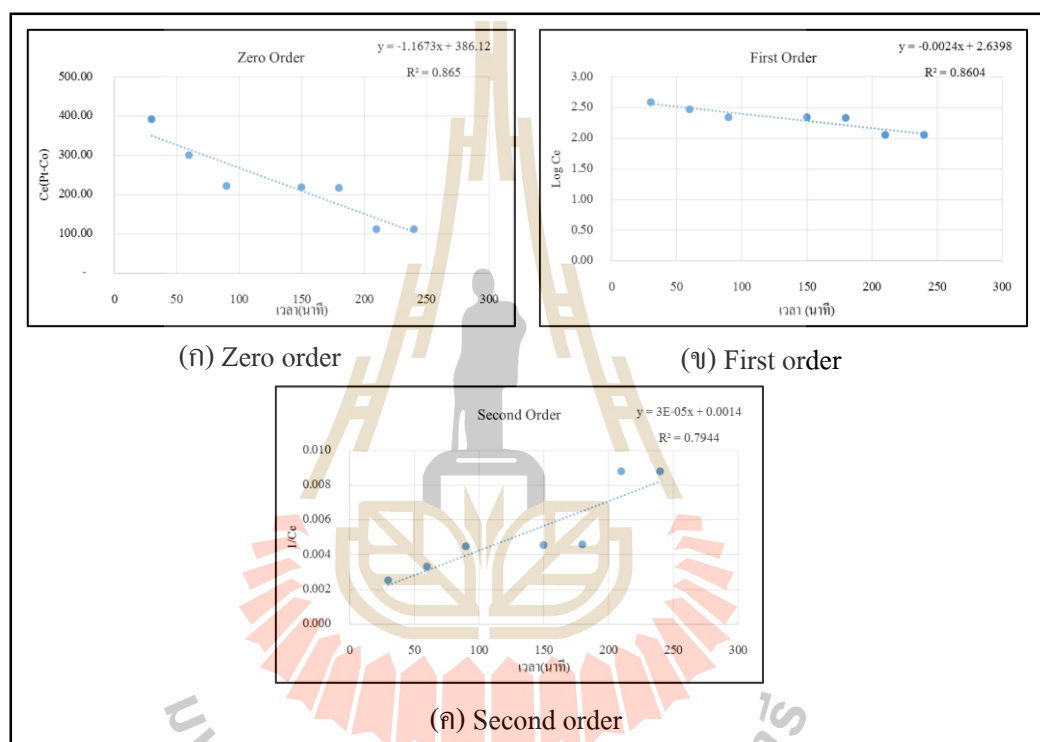 Zero Order
y = -1.1673x + 386.12
R² = 0.865
500.00
400.00
300.00
200.00
100.00
-
Ce(Pt-Co)
0 50 100 150 200 250 300
เวลา(นาที)
(ก) Zero order
First Order
y = -0.0024x + 2.6398
R² = 0.8604
3.00
2.50
2.00
1.50
1.00
0.50
0.00
Log Ce
0 50 100 150 200 250 300
เวลา (นาที)
(ข) First order
Second Order
y = 3E-05x + 0.0014
R² = 0.7944
0.010
0.008
0.006
0.004
0.002
0.000
1/Ce
0 50 100 150 200 250 300
เวลา(นาที)
(ค) Second order